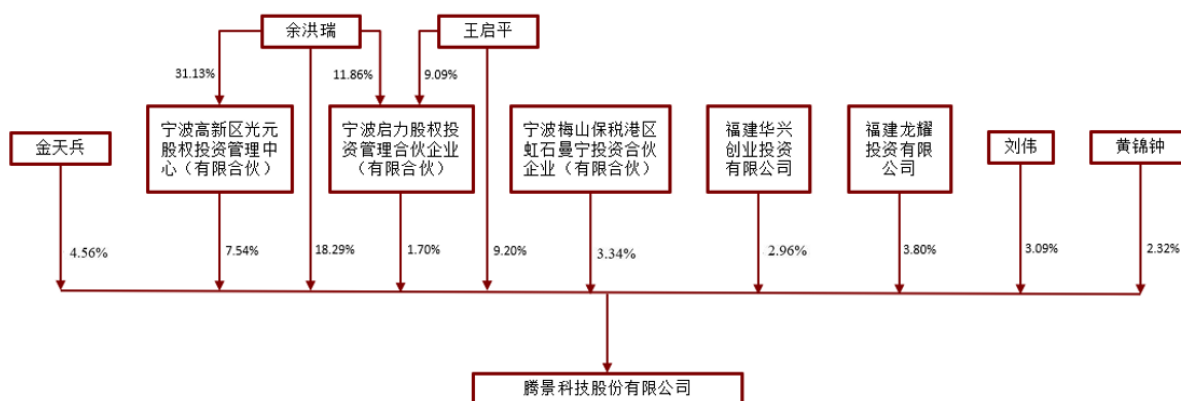 余洪瑞
王启平
31.13%
11.86%
9.09%
金天兵
宁波高新区光元
股权投资管理中
心（有限合伙）
宁波启力股权投
资管理合伙企业
（有限合伙）
宁波梅山保税港区
虹石曼宁投资合伙
企业（有限合伙）
福建华兴
创业投资
有限公司
福建龙耀
投资有限
公司
刘伟
黄锦钟
4.56%
7.54%
18.29%
1.70%
9.20%
3.34%
2.96%
3.80%
3.09%
2.32%
腾景科技股份有限公司